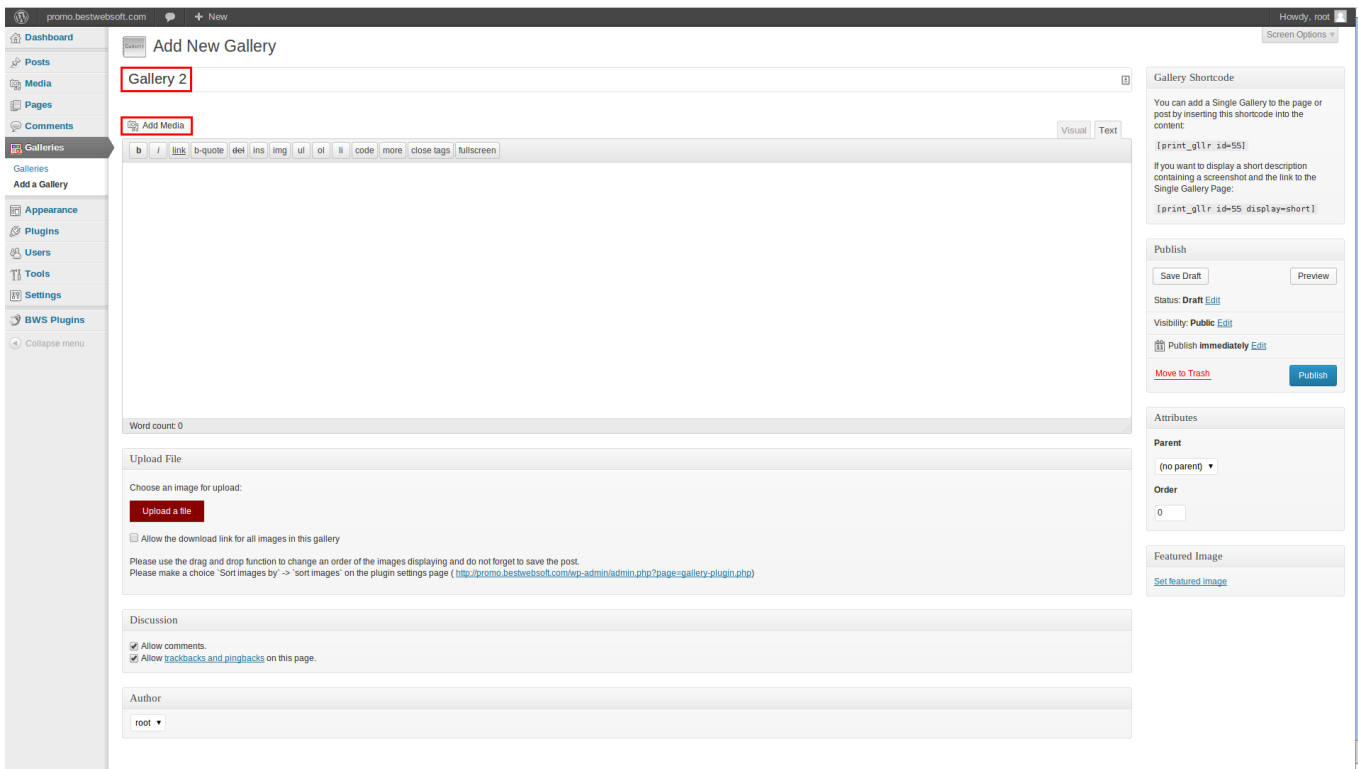 promo.bestwebsoft.com + New Howdy, root
Screen Options
Dashboard
Posts
Media
Pages
Comments
Galleries
Galleries
Add a Gallery
Appearance
Plugins
Users
Tools
Settings
BWS Plugins
Collapse menu
Add New Gallery
Gallery 2
Add Media
Visual Text
b i link b-quote del ins img ul ol li code more close tags fullscreen
Word count: 0
Upload File
Choose an image for upload:
Upload a file
Allow the download link for all images in this gallery
Please use the drag and drop function to change an order of the images displaying and do not forget to save the post.
Please make a choice `Sort images by` -> `sort images` on the plugin settings page ( http://promo.bestwebsoft.com/wp-admin/admin.php?page=gallery-plugin.php)
Discussion
Allow comments.
Allow trackbacks and pingbacks on this page.
Author
root
Gallery Shortcode
You can add a Single Gallery to the page or
post by inserting this shortcode into the
content:
[print_gllr id=55]
If you want to display a short description
containing a screenshot and the link to the
Single Gallery Page:
[print_gllr id=55 display=short]
Publish
Save Draft Preview
Status: Draft Edit
Visibility: Public Edit
Publish immediately Edit
Move to Trash Publish
Attributes
Parent
(no parent)
Order
0
Featured Image
Set featured image